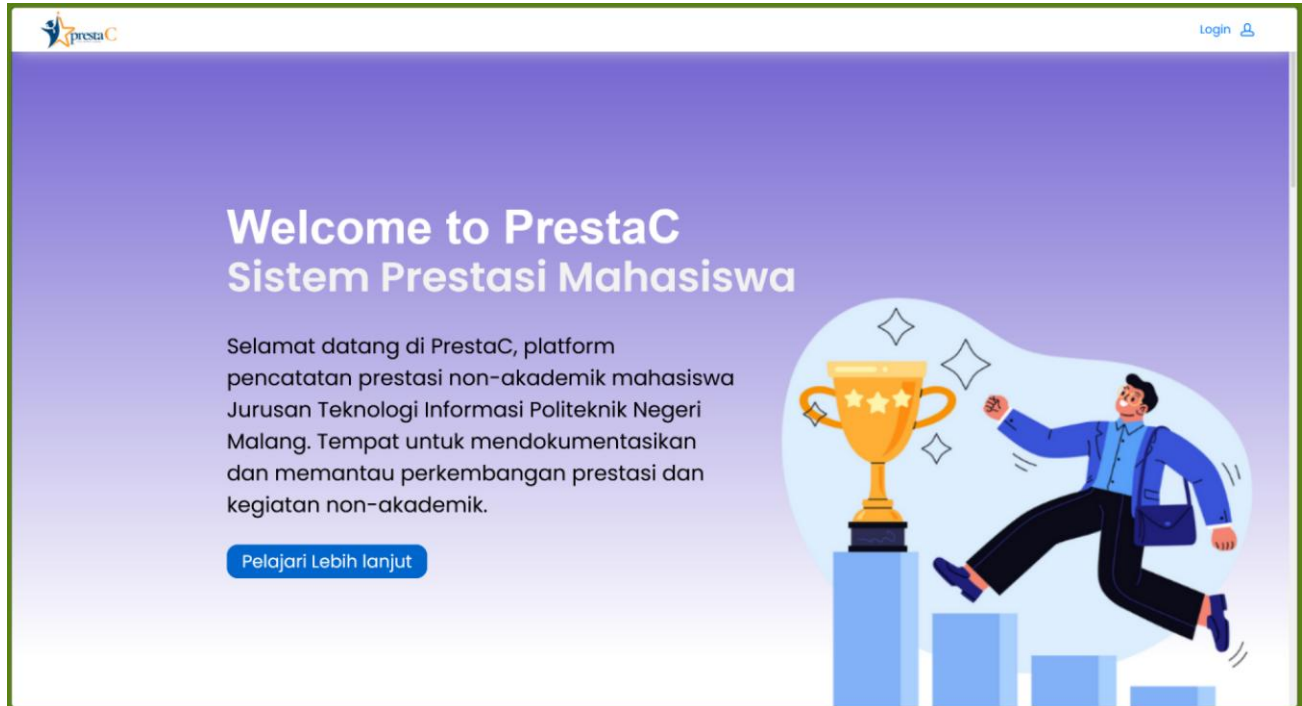 presta C
Login
Welcome to PrestaC
Sistem Prestasi Mahasiswa
Selamat datang di PrestaC, platform
pencatatan prestasi non-akademik mahasiswa
Jurusan Teknologi Informasi Politeknik Negeri
Malang. Tempat untuk mendokumentasikan
dan memantau perkembangan prestasi dan
kegiatan non-akademik.
Pelajari Lebih lanjut